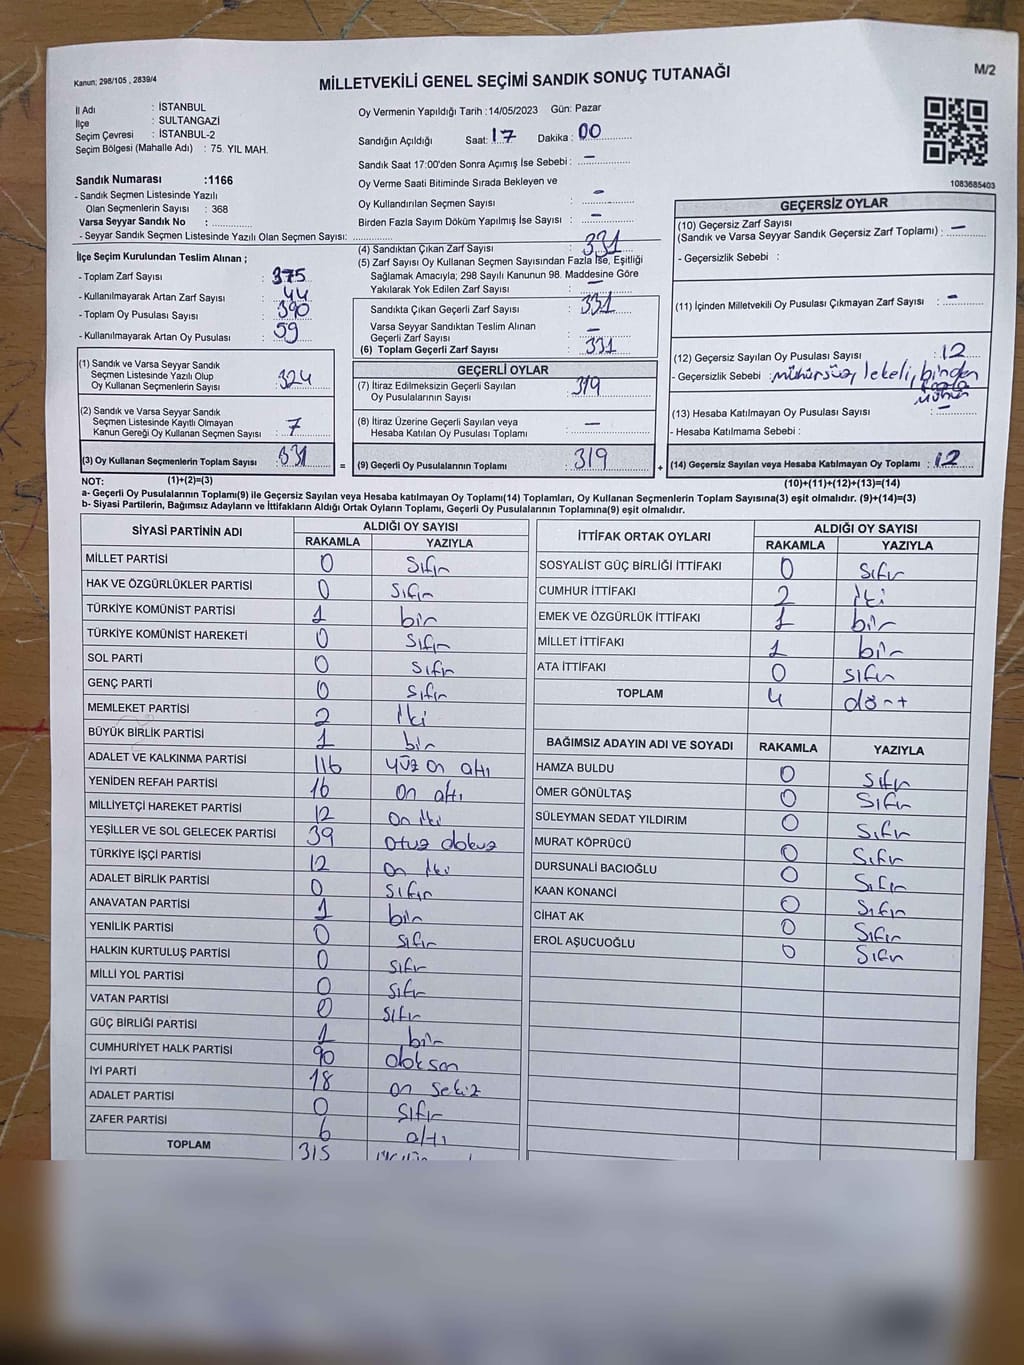 Kanun; 298/105 , 2839/4
MİLLETVEKİLİ GENEL SEÇİMİ SANDIK SONUÇ TUTANAĞI
M/2
İl Adı : İSTANBUL
İlçe : SULTANGAZİ
Seçim Çevresi : İSTANBUL-2
Seçim Bölgesi (Mahalle Adı) : 75. YIL MAH.
Oy Vermenin Yapıldığı Tarih : 14/05/2023 Gün: Pazar
Sandığın Açıldığı Saat: 17 Dakika : 00
Sandık Saat 17:00'den Sonra Açımış İse Sebebi : –
Oy Verme Saati Bitiminde Sırada Bekleyen ve
Oy Kullandırılan Seçmen Sayısı –
Birden Fazla Sayım Döküm Yapılmış İse Sayısı : –
1083685403
Sandık Numarası :1166
- Sandık Seçmen Listesinde Yazılı
Olan Seçmenlerin Sayısı : 368
Varsa Seyyar Sandık No :
- Seyyar Sandık Seçmen Listesinde Yazılı Olan Seçmen Sayısı:
İlçe Seçim Kurulundan Teslim Alınan ;
- Toplam Zarf Sayısı : 375
- Kullanılmayarak Artan Zarf Sayısı : 44
- Toplam Oy Pusulası Sayısı : 390
- Kullanılmayarak Artan Oy Pusulası : 59
(4) Sandıktan Çıkan Zarf Sayısı : 331
(5) Zarf Sayısı Oy Kullanan Seçmen Sayısından Fazla İse, Eşitliği
Sağlamak Amacıyla; 298 Sayılı Kanunun 98. Maddesine Göre
Yakılarak Yok Edilen Zarf Sayısı : –
Sandıkta Çıkan Geçerli Zarf Sayısı : 331
Varsa Seyyar Sandıktan Teslim Alınan
Geçerli Zarf Sayısı : –
(6) Toplam Geçerli Zarf Sayısı : 331
GEÇERSİZ OYLAR
(10) Geçersiz Zarf Sayısı
(Sandık ve Varsa Seyyar Sandık Geçersiz Zarf Toplamı) : –
- Geçersizlik Sebebi :
(11) İçinden Milletvekili Oy Pusulası Çıkmayan Zarf Sayısı : –
(12) Geçersiz Sayılan Oy Pusulası Sayısı : 12
- Geçersizlik Sebebi : mühürsüz, lekeli, birden
fazla
mühür
(13) Hesaba Katılmayan Oy Pusulası Sayısı : –
- Hesaba Katılmama Sebebi :
(14) Geçersiz Sayılan veya Hesaba Katılmayan Oy Toplamı : 12
(10)+(11)+(12)+(13)=(14)
(1) Sandık ve Varsa Seyyar Sandık
Seçmen Listesinde Yazılı Olup
Oy Kullanan Seçmenlerin Sayısı : 324
(2) Sandık ve Varsa Seyyar Sandık
Seçmen Listesinde Kayıtlı Olmayan
Kanun Gereği Oy Kullanan Seçmen Sayısı : 7
(3) Oy Kullanan Seçmenlerin Toplam Sayısı : 331
=
(1)+(2)=(3)
GEÇERLİ OYLAR
(7) İtiraz Edilmeksizin Geçerli Sayılan
Oy Pusulalarının Sayısı : 319
(8) İtiraz Üzerine Geçerli Sayılan veya
Hesaba Katılan Oy Pusulası Toplamı : –
(9) Geçerli Oy Pusulalarının Toplamı : 319
+
NOT:
a- Geçerli Oy Pusulalarının Toplamı(9) ile Geçersiz Sayılan veya Hesaba katılmayan Oy Toplamı(14) Toplamları, Oy Kullanan Seçmenlerin Toplam Sayısına(3) eşit olmalıdır. (9)+(14)=(3)
b- Siyasi Partilerin, Bağımsız Adayların ve İttifakların Aldığı Ortak Oyların Toplamı, Geçerli Oy Pusulalarının Toplamına(9) eşit olmalıdır.
SİYASİ PARTİNİN ADI ALDIĞI OY SAYISI
RAKAMLA YAZIYLA
MİLLET PARTİSİ 0 Sıfır
HAK VE ÖZGÜRLÜKLER PARTİSİ 0 Sıfır
TÜRKİYE KOMÜNİST PARTİSİ 1 bir
TÜRKİYE KOMÜNİST HAREKETİ 0 Sıfır
SOL PARTİ 0 Sıfır
GENÇ PARTİ 0 Sıfır
MEMLEKET PARTİSİ 2 iki
BÜYÜK BİRLİK PARTİSİ 1 bir
ADALET VE KALKINMA PARTİSİ 116 yüz on altı
YENİDEN REFAH PARTİSİ 16 on altı
MİLLİYETÇİ HAREKET PARTİSİ 12 on iki
YEŞİLLER VE SOL GELECEK PARTİSİ 39 otuz dokuz
TÜRKİYE İŞÇİ PARTİSİ 12 on iki
ADALET BİRLİK PARTİSİ 0 Sıfır
ANAVATAN PARTİSİ 1 bir
YENİLİK PARTİSİ 0 Sıfır
HALKIN KURTULUŞ PARTİSİ 0 Sıfır
MİLLİ YOL PARTİSİ 0 Sıfır
VATAN PARTİSİ 0 Sıfır
GÜÇ BİRLİĞİ PARTİSİ 1 bir
CUMHURİYET HALK PARTİSİ 90 doksan
İYİ PARTİ 18 on sekiz
ADALET PARTİSİ 0 Sıfır
ZAFER PARTİSİ 6 altı
TOPLAM 315
İTTİFAK ORTAK OYLARI ALDIĞI OY SAYISI
RAKAMLA YAZIYLA
SOSYALİST GÜÇ BİRLİĞİ İTTİFAKI 0 Sıfır
CUMHUR İTTİFAKI 2 iki
EMEK VE ÖZGÜRLÜK İTTİFAKI 1 bir
MİLLET İTTİFAKI 1 bir
ATA İTTİFAKI 0 Sıfır
TOPLAM 4 dört
BAĞIMSIZ ADAYIN ADI VE SOYADI RAKAMLA YAZIYLA
HAMZA BULDU 0 Sıfır
ÖMER GÖNÜLTAŞ 0 Sıfır
SÜLEYMAN SEDAT YILDIRIM 0 Sıfır
MURAT KÖPRÜCÜ 0 Sıfır
DURSUNALİ BACIOĞLU 0 Sıfır
KAAN KONANCİ 0 Sıfır
CİHAT AK 0 Sıfır
EROL AŞUCUOĞLU 0 Sıfır